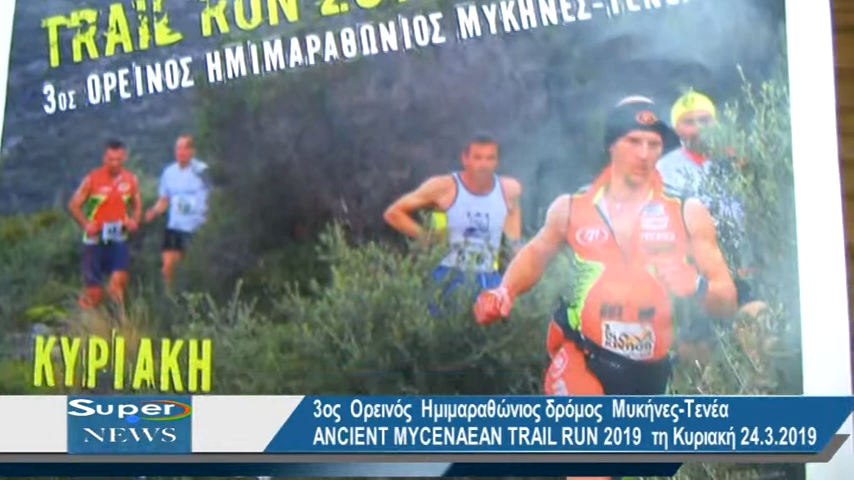 TRAIL RUN
3ος ΟΡΕΙΝΟΣ ΗΜΙΜΑΡΑΘΩΝΙΟΣ ΜΥΚΗΝΕΣ-ΤΕΝΕΑ
ΚΥΡΙΑΚΗ
Super NEWS
3ος Ορεινός Ημιμαραθώνιος δρόμος Μυκήνες-Τενέα
ANCIENT MYCENAEAN TRAIL RUN 2019 τη Κυριακή 24.3.2019